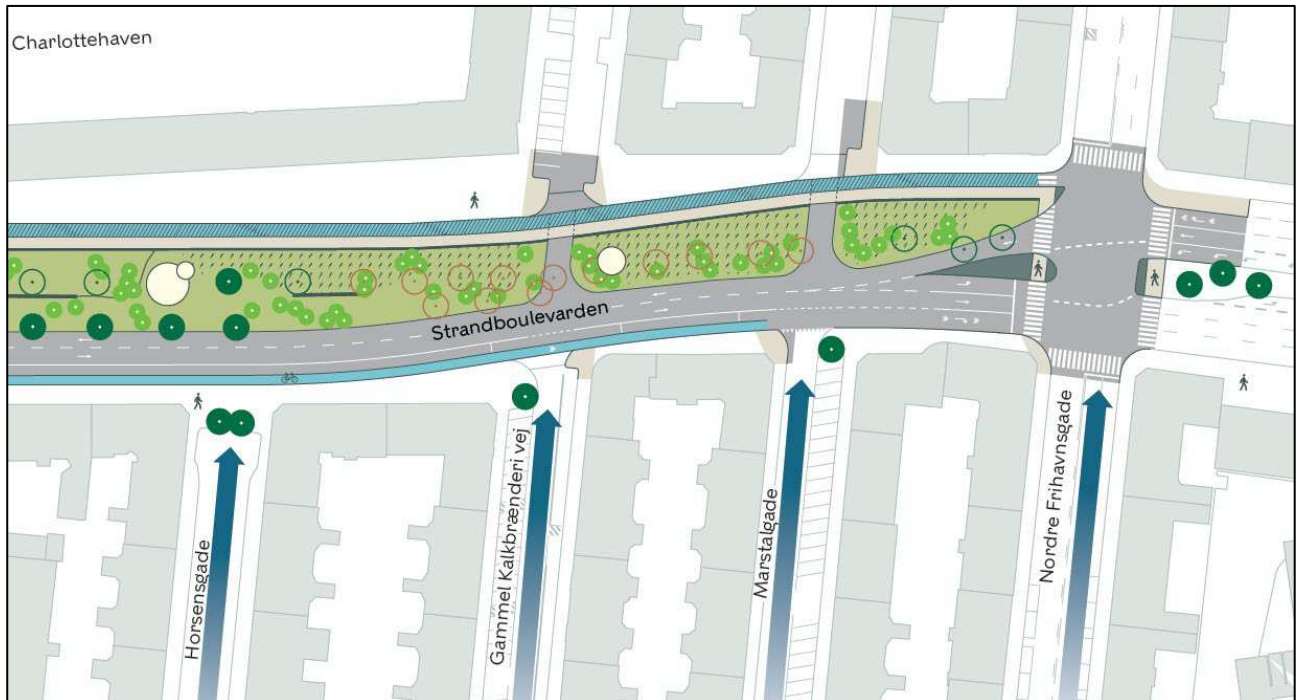 Charlottehaven
Strandboulevarden
Horsensgade
Gammel Kalkbrænderi vej
Marstalgade
Nordre Frihavnsgade